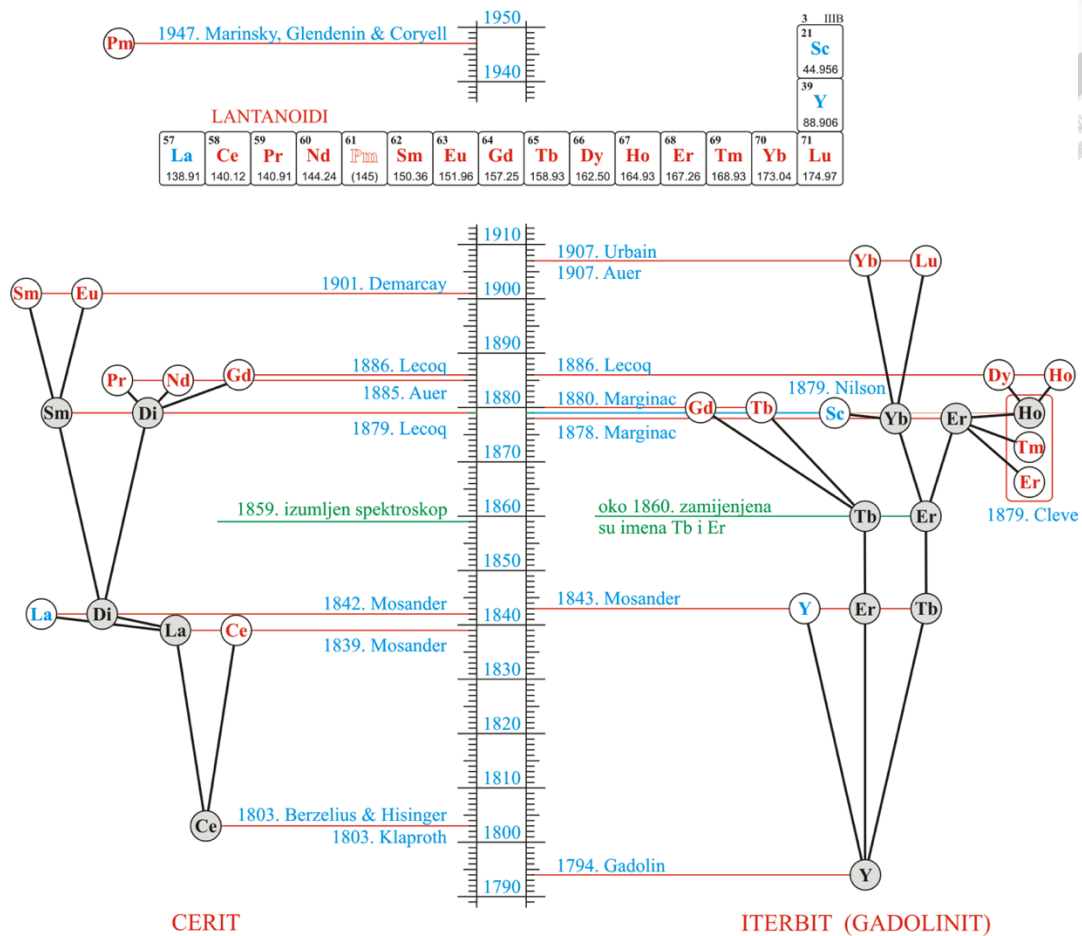 1950
1947. Marinsky, Glendenin & Coryell
Pm
1940
3 IIIB
21
Sc
44.956
39
Y
88.906
LANTANOIDI
57 58 59 60 61 62 63 64 65 66 67 68 69 70 71
La Ce Pr Nd Pm Sm Eu Gd Tb Dy Ho Er Tm Yb Lu
138.91 140.12 140.91 144.24 (145) 150.36 151.96 157.25 158.93 162.50 164.93 167.26 168.93 173.04 174.97
1910
1907. Urbain
Yb Lu
1907. Auer
1901. Demarcay
Sm Eu
1900
1890
1886. Lecoq
1886. Lecoq
Pr Nd Gd
Dy Ho
1885. Auer
1879. Nilson
1880
1880. Marginac
Gd Tb Sc
Sm Di
Yb Er Ho
1879. Lecoq
1878. Marginac
Tm
1870
Er
1859. izumljen spektroskop
oko 1860. zamijenjena
su imena Tb i Er
1860
Tb Er
1879. Cleve
1850
La Di
1842. Mosander
1843. Mosander
Y Er Tb
1840
La Ce
1839. Mosander
1830
1820
1810
1803. Berzelius & Hisinger
Ce
1803. Klaproth
1800
1794. Gadolin
Y
1790
CERIT
ITERBIT (GADOLINIT)